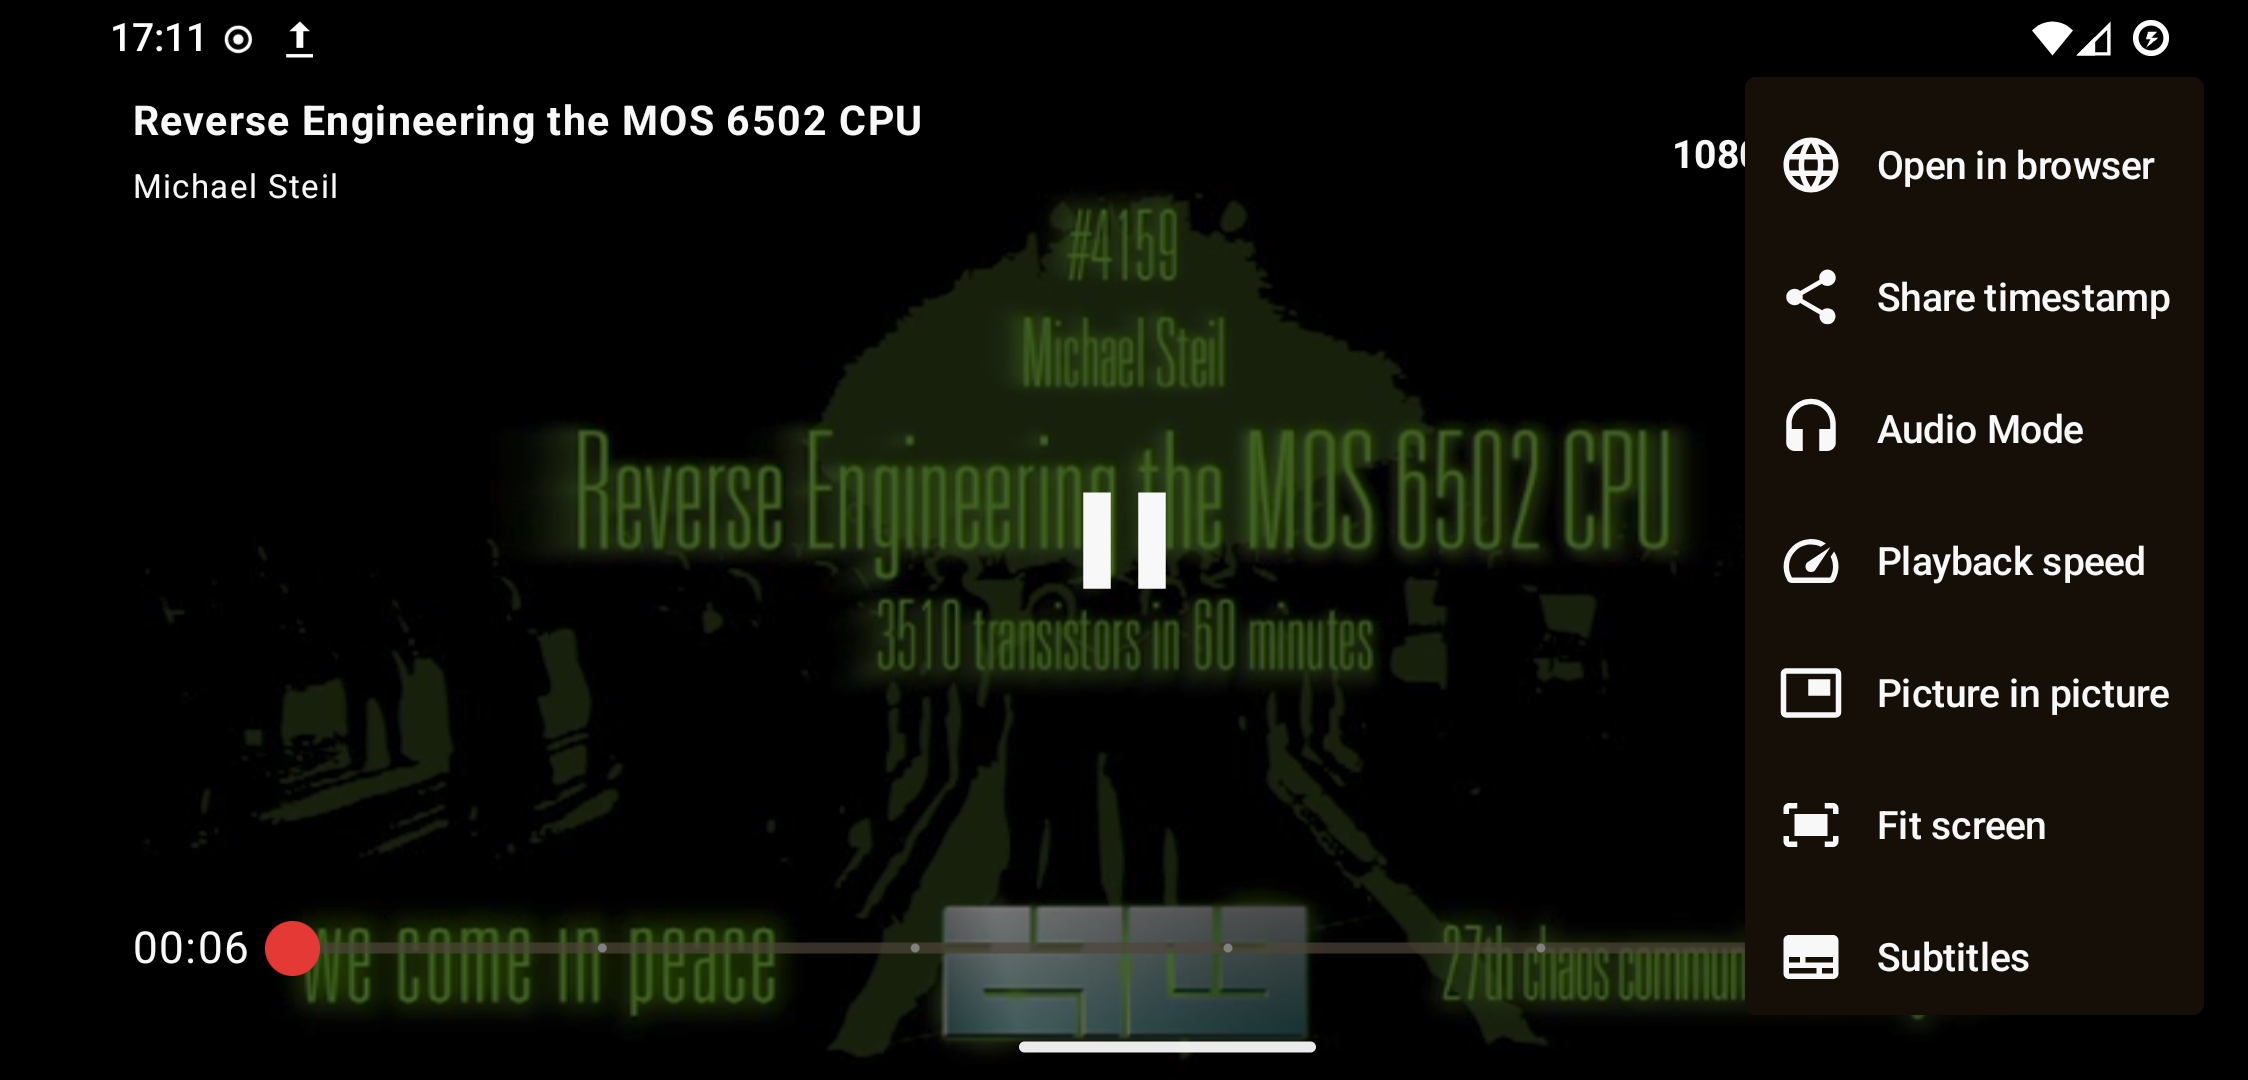 17:11
Reverse Engineering the MOS 6502 CPU
Michael Steil
1080
Open in browser
Share timestamp
Audio Mode
Playback speed
Picture in picture
Fit screen
Subtitles
#4159
Michael Steil
Reverse Engineering the MOS 6502 CPU
3510 transistors in 60 minutes
00:06
we come in peace
27th chaos commun